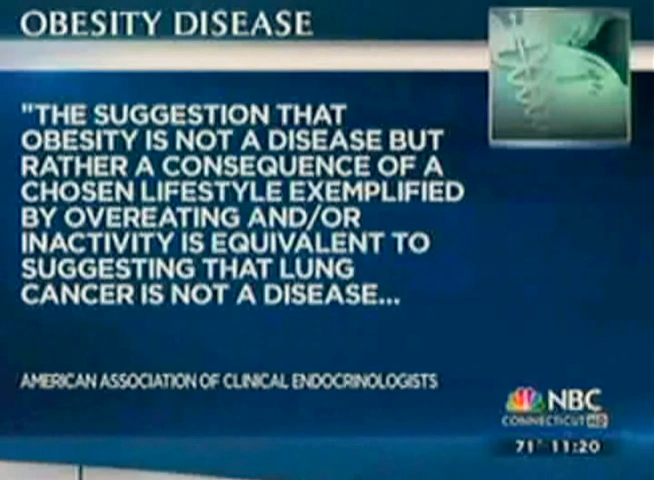 OBESITY DISEASE
"THE SUGGESTION THAT
OBESITY IS NOT A DISEASE BUT
RATHER A CONSEQUENCE OF A
CHOSEN LIFESTYLE EXEMPLIFIED
BY OVEREATING AND/OR
INACTIVITY IS EQUIVALENT TO
SUGGESTING THAT LUNG
CANCER IS NOT A DISEASE...
AMERICAN ASSOCIATION OF CLINICAL ENDOCRINOLOGISTS
NBC
CONNECTICUT HD
71° 11:20